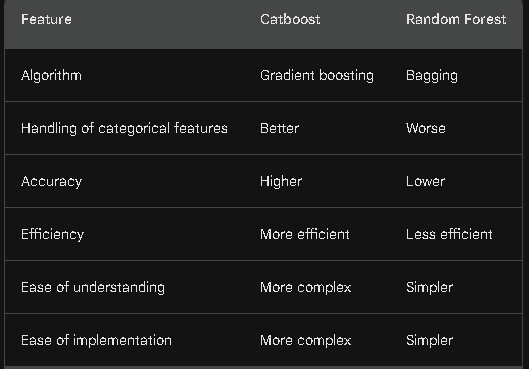 Feature Catboost Random Forest
Algorithm Gradient boosting Bagging
Handling of categorical features Better Worse
Accuracy Higher Lower
Efficiency More efficient Less efficient
Ease of understanding More complex Simpler
Ease of implementation More complex Simpler